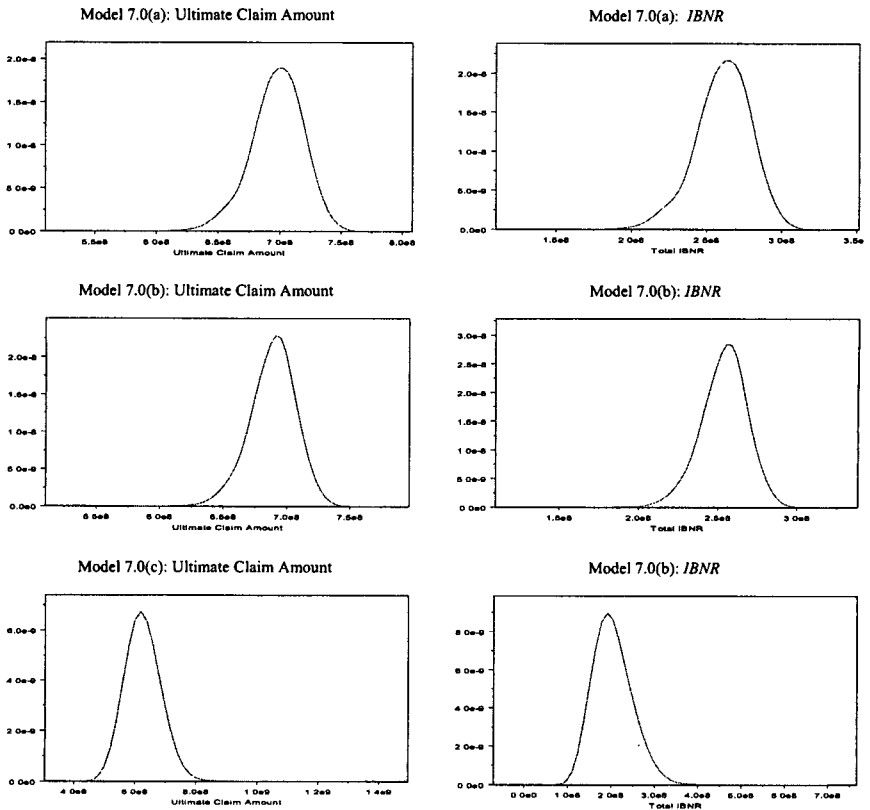 Model 7.0(a): Ultimate Claim Amount
2.0e-8
1.5e-8
1.0e-8
5.0e-9
0.0e0
5.5e8 6.0e8 6.5e8 7.0e8 7.5e8 8.0e8
Ultimate Claim Amount
Model 7.0(a): IBNR
2.0e-8
1.5e-8
1.0e-8
5.0e-9
0.0e0
1.5e8 2.0e8 2.5e8 3.0e8 3.5e
Total IBNR
Model 7.0(b): Ultimate Claim Amount
2.0e-8
1.5e-8
1.0e-8
5.0e-9
0.0e0
5.5e8 6.0e8 6.5e8 7.0e8 7.5e8
Ultimate Claim Amount
Model 7.0(b): IBNR
3.0e-8
2.5e-8
2.0e-8
1.5e-8
1.0e-8
5.0e-9
0.0e0
1.5e8 2.0e8 2.5e8 3.0e8
Total IBNR
Model 7.0(c): Ultimate Claim Amount
6.0e-9
4.0e-9
2.0e-9
0.0e0
4.0e8 6.0e8 8.0e8 1.0e9 1.2e9 1.4e9
Ultimate Claim Amount
Model 7.0(b): IBNR
8.0e-9
6.0e-9
4.0e-9
2.0e-9
0.0e0
0.0e0 1.0e8 2.0e8 3.0e8 4.0e8 5.0e8 6.0e8 7.0e8
Total IBNR